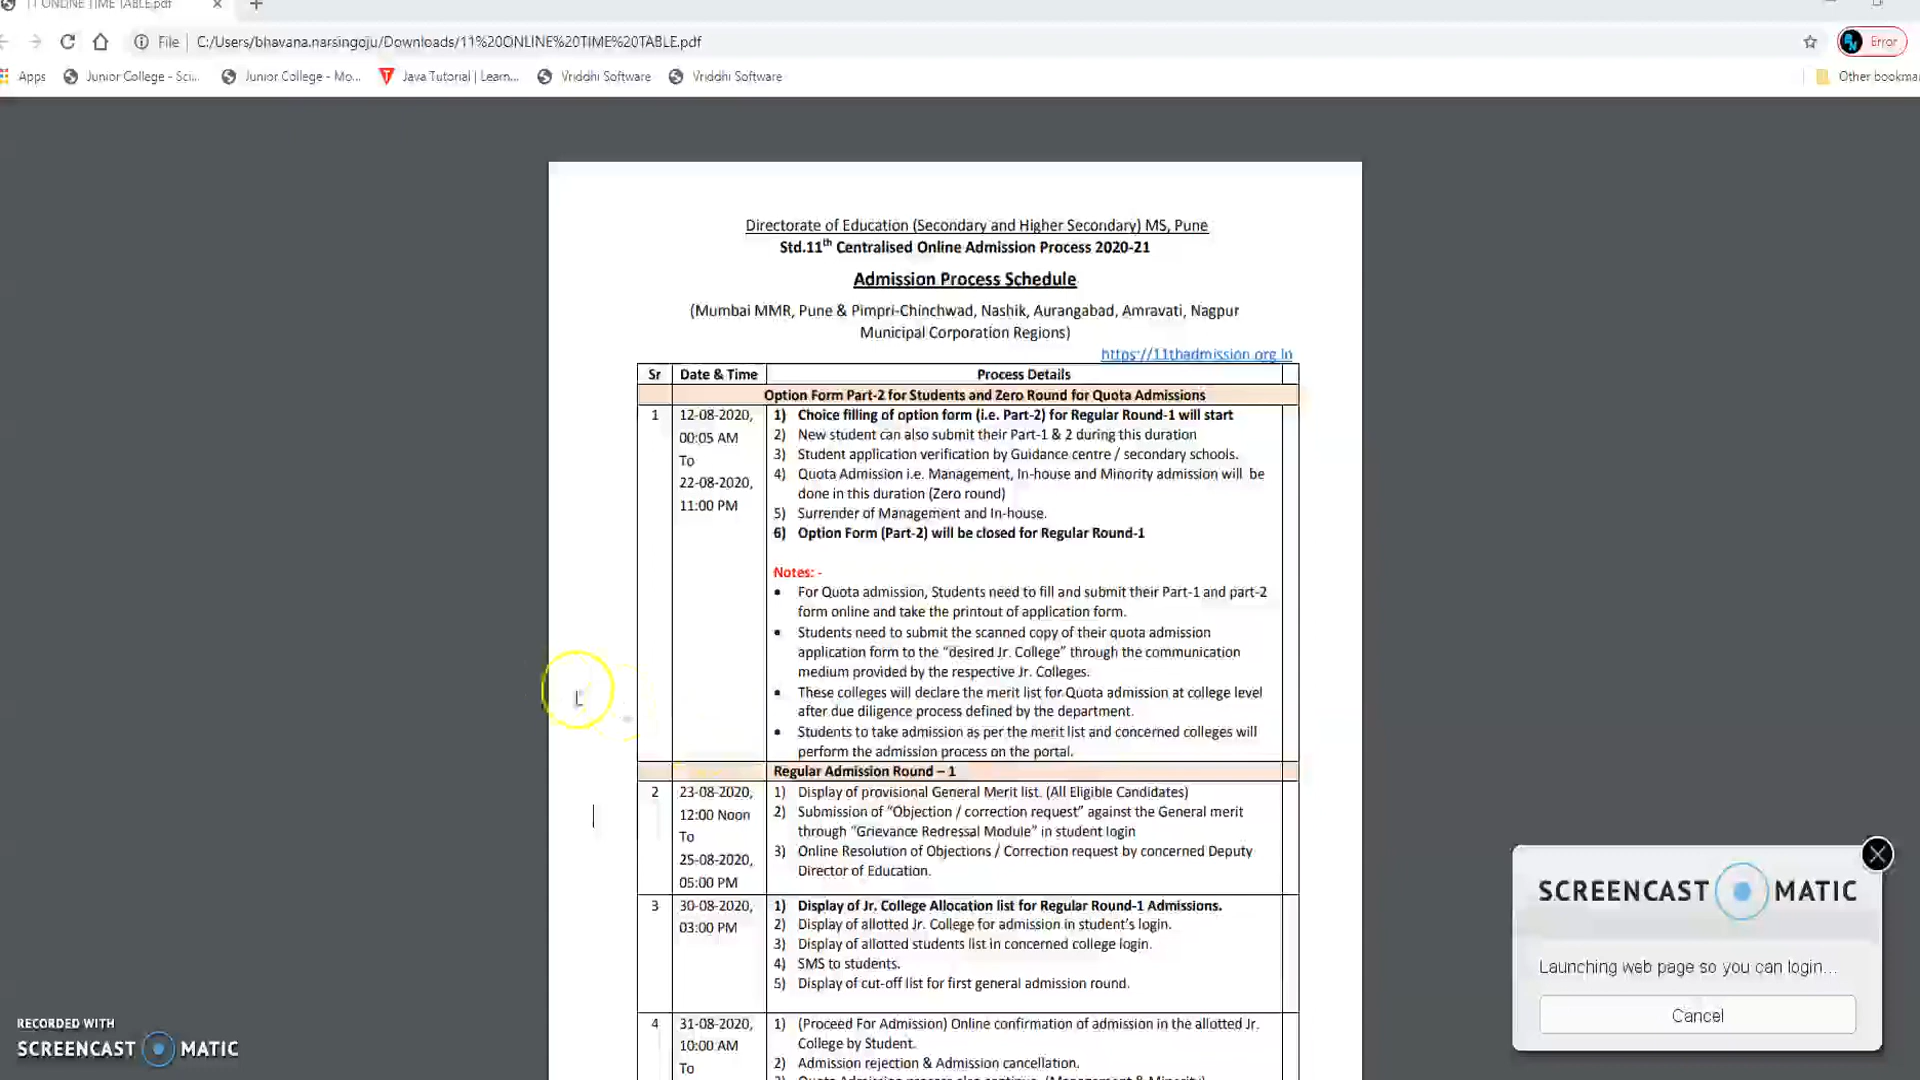 11 ONLINE TIME TABLE.pdf
File C:/Users/bhavana.narsingoju/Downloads/11%20ONLINE%20TIME%20TABLE.pdf
Error
Apps Junior College - Sci... Junior College - Mo... Java Tutorial | Learn... Vriddhi Software Vriddhi Software Other bookma
Directorate of Education (Secondary and Higher Secondary) MS, Pune
Std.11th Centralised Online Admission Process 2020-21
Admission Process Schedule
(Mumbai MMR, Pune & Pimpri-Chinchwad, Nashik, Aurangabad, Amravati, Nagpur
Municipal Corporation Regions)
https://11thadmission.org.in
Sr Date & Time Process Details
Option Form Part-2 for Students and Zero Round for Quota Admissions
1 12-08-2020, 1) Choice filling of option form (i.e. Part-2) for Regular Round-1 will start
00:05 AM 2) New student can also submit their Part-1 & 2 during this duration
To 3) Student application verification by Guidance centre / secondary schools.
22-08-2020, 4) Quota Admission i.e. Management, In-house and Minority admission will be
done in this duration (Zero round)
11:00 PM 5) Surrender of Management and In-house.
6) Option Form (Part-2) will be closed for Regular Round-1
Notes: -
• For Quota admission, Students need to fill and submit their Part-1 and part-2
form online and take the printout of application form.
• Students need to submit the scanned copy of their quota admission
application form to the “desired Jr. College” through the communication
medium provided by the respective Jr. Colleges.
• These colleges will declare the merit list for Quota admission at college level
after due diligence process defined by the department.
• Students to take admission as per the merit list and concerned colleges will
perform the admission process on the portal.
Regular Admission Round – 1
2 23-08-2020, 1) Display of provisional General Merit list. (All Eligible Candidates)
12:00 Noon 2) Submission of “Objection / correction request” against the General merit
To through “Grievance Redressal Module” in student login
25-08-2020, 3) Online Resolution of Objections / Correction request by concerned Deputy
05:00 PM Director of Education.
3 30-08-2020, 1) Display of Jr. College Allocation list for Regular Round-1 Admissions.
03:00 PM 2) Display of allotted Jr. College for admission in student’s login.
3) Display of allotted students list in concerned college login.
4) SMS to students.
5) Display of cut-off list for first general admission round.
4 31-08-2020, 1) (Proceed For Admission) Online confirmation of admission in the allotted Jr.
10:00 AM College by Student.
To 2) Admission rejection & Admission cancellation.
SCREENCAST MATIC
Launching web page so you can login...
Cancel
RECORDED WITH
SCREENCAST MATIC